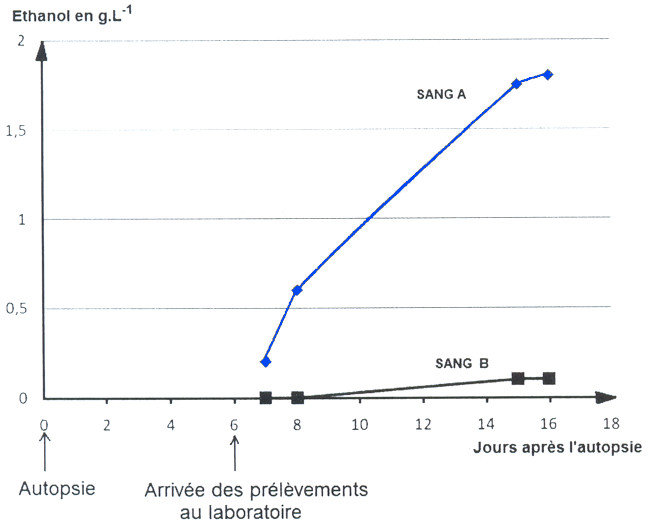 Ethanol en g.L-1
2
1,5
1
0,5
0
SANG A
SANG B
0 2 4 6 8 10 12 14 16 18
Jours après l'autopsie
Autopsie
Arrivée des prélèvements
au laboratoire